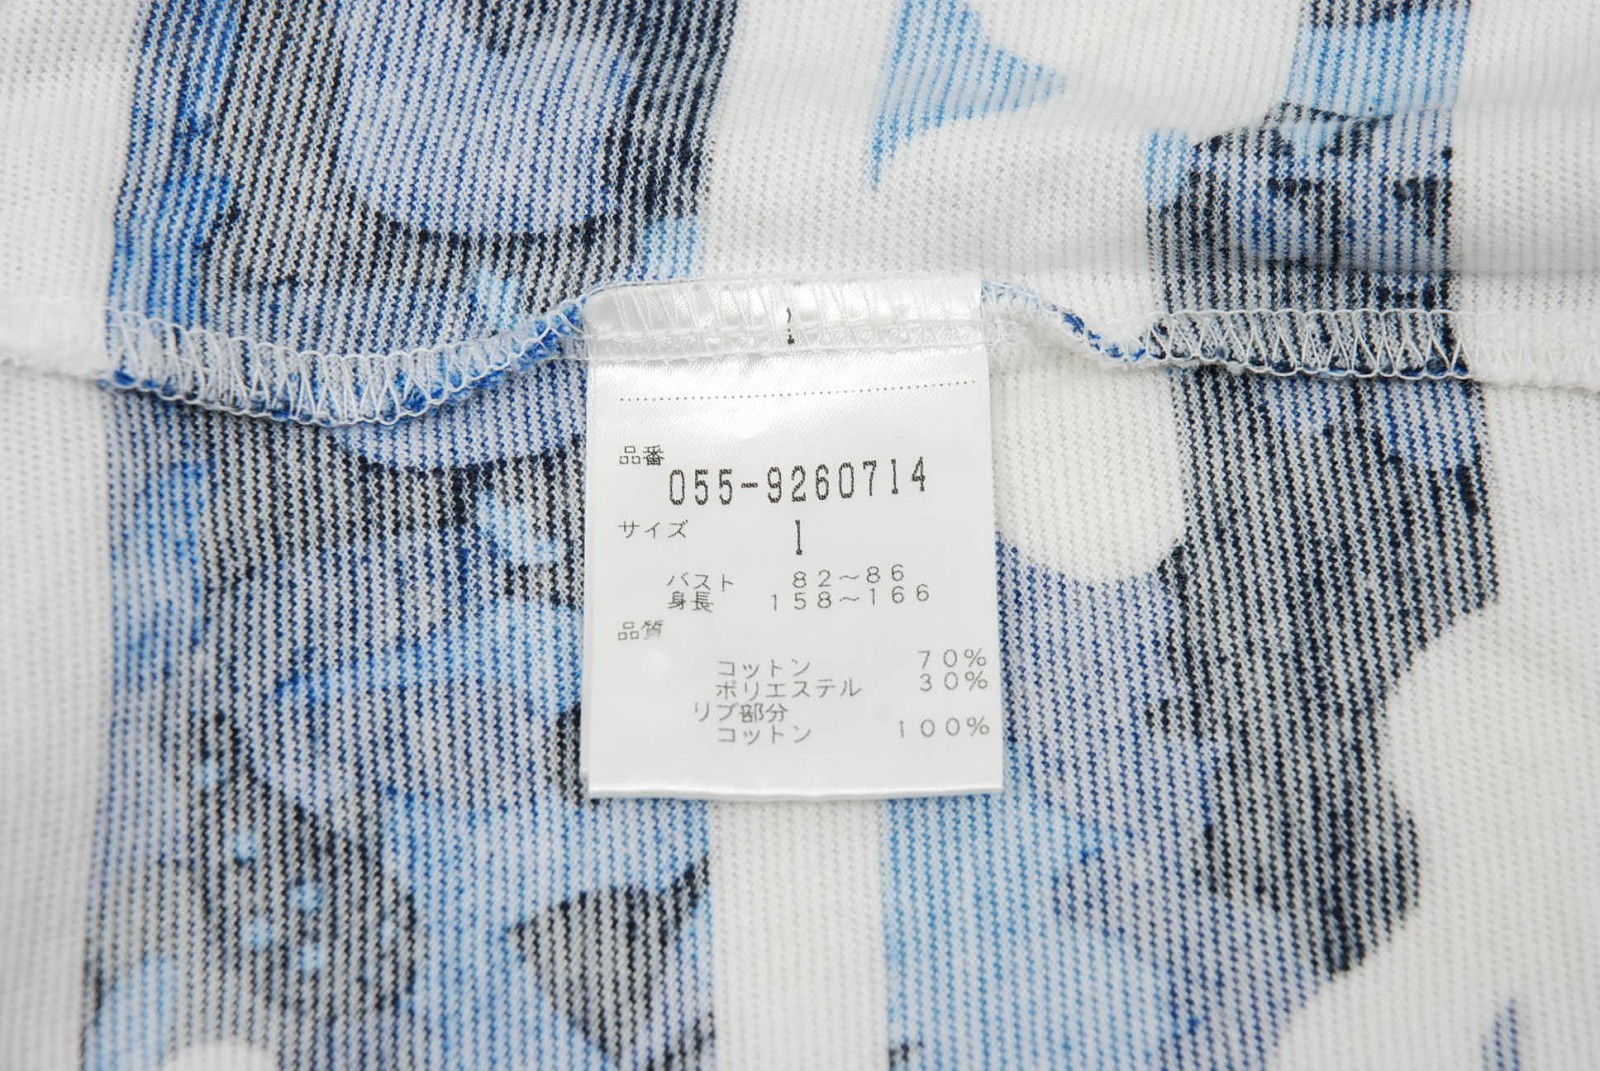 品番
055-9260714
サイズ
1
バスト 82~86
身長 158~166
品質
コットン 70%
ポリエステル 30%
リブ部分
コットン 100%